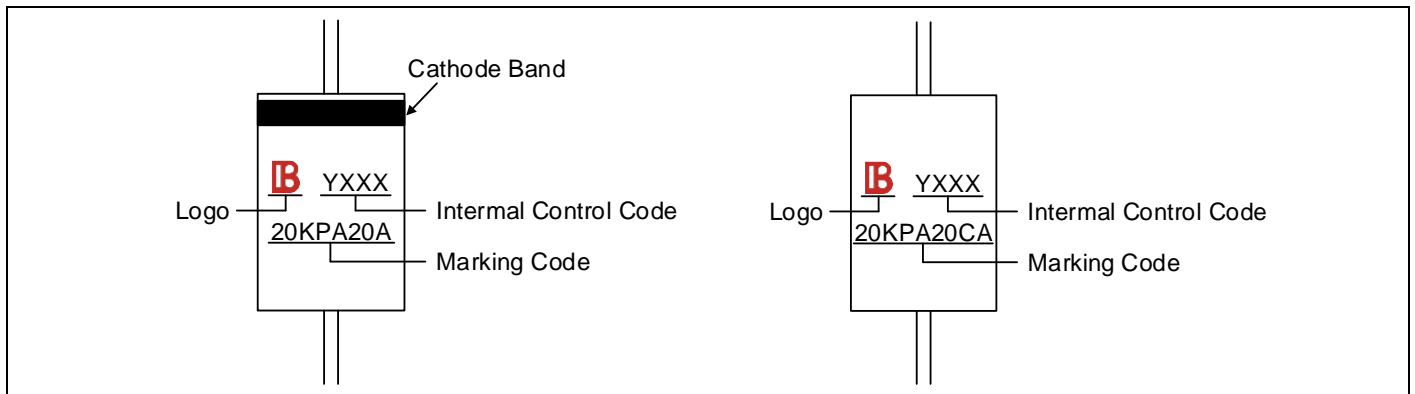 Cathode Band
B YXXX
Logo
Intermal Control Code
20KPA20A
Marking Code
B YXXX
Logo
Intermal Control Code
20KPA20CA
Marking Code